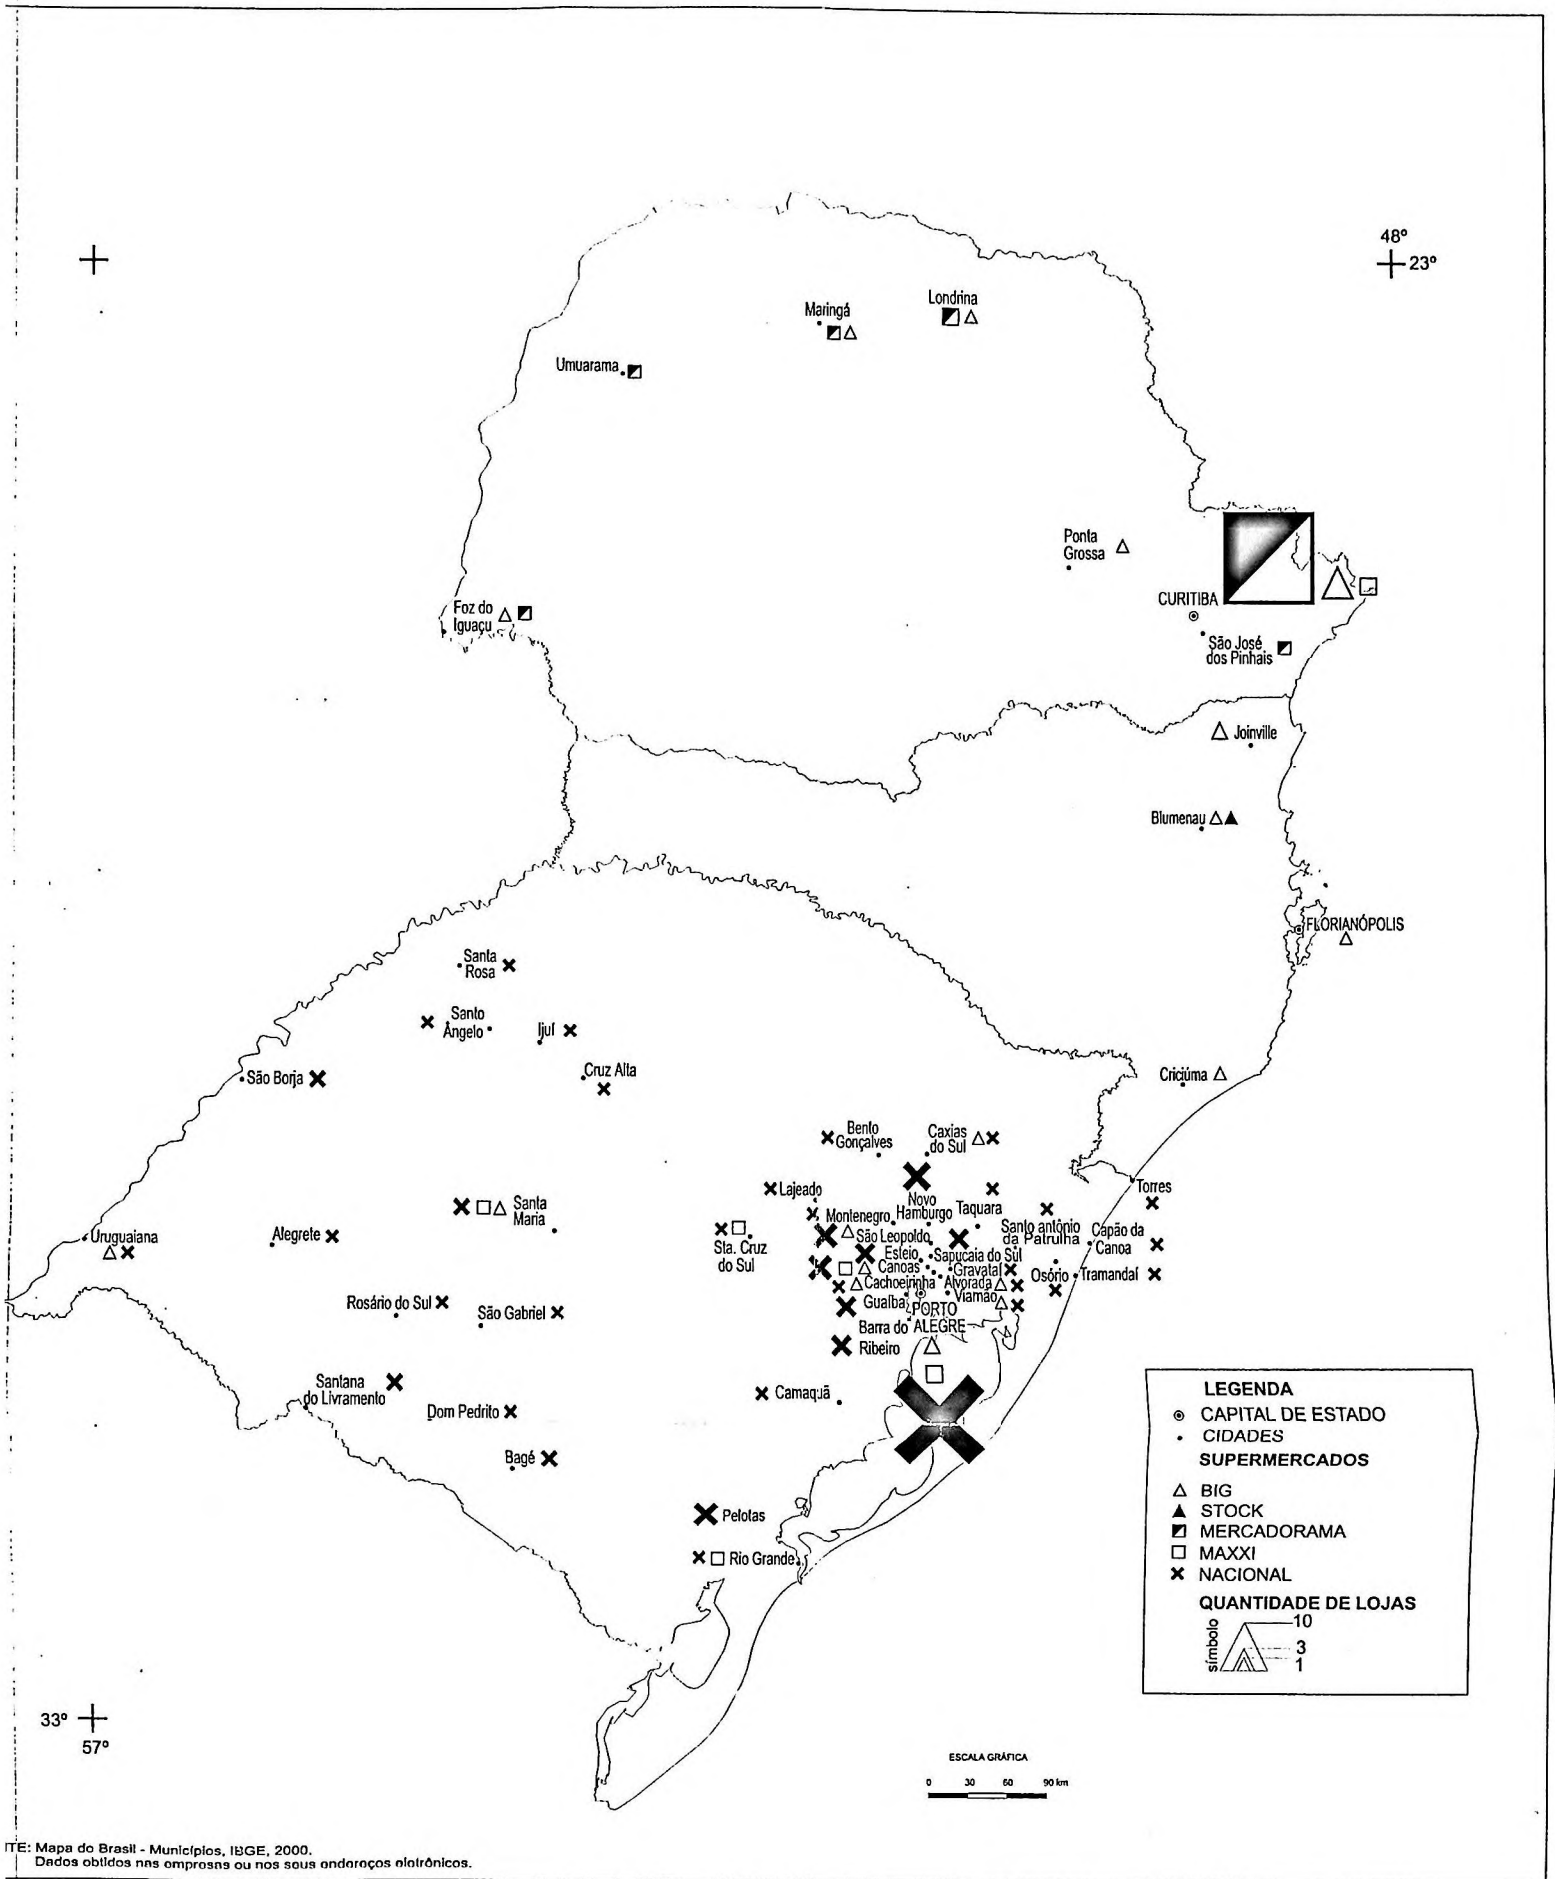 48º
23º
Londrina
Maringá
Umuarama
Ponta
Grossa
CURITIBA
Foz do
Iguaçu
São José
dos Pinhais
Joinville
Blumenau
FLORIANÓPOLIS
Santa
Rosa
Santo
Ângelo
Ijuí
Cruz Alta
São Borja
Criciúma
Bento
Gonçalves
Caxias
do Sul
Lajeado
Torres
Novo
Hamburgo
Taquara
Montenegro
Santa
Maria
Santo antônio
da Patrulha
Capão da
Canoa
Uruguaiana
Alegrete
Sta. Cruz
do Sul
São Leopoldo
Esteio
Sapucaia do Sul
Canoas
Gravataí
Osório
Tramandaí
Cachoeirinha
Alvorada
Viamão
Guaíba
PORTO
ALEGRE
Rosário do Sul
São Gabriel
Barra do
Ribeiro
Santana
do Livramento
Camaquã
Dom Pedrito
Bagé
Pelotas
Rio Grande
LEGENDA
CAPITAL DE ESTADO
CIDADES
SUPERMERCADOS
BIG
STOCK
MERCADORAMA
MAXXI
NACIONAL
QUANTIDADE DE LOJAS
símbolo
10
3
1
33º
57º
ESCALA GRÁFICA
0 30 60 90 km
TE: Mapa do Brasil - Municípios, IBGE, 2000.
Dados obtidos nas empresas ou nos seus endereços eletrônicos.